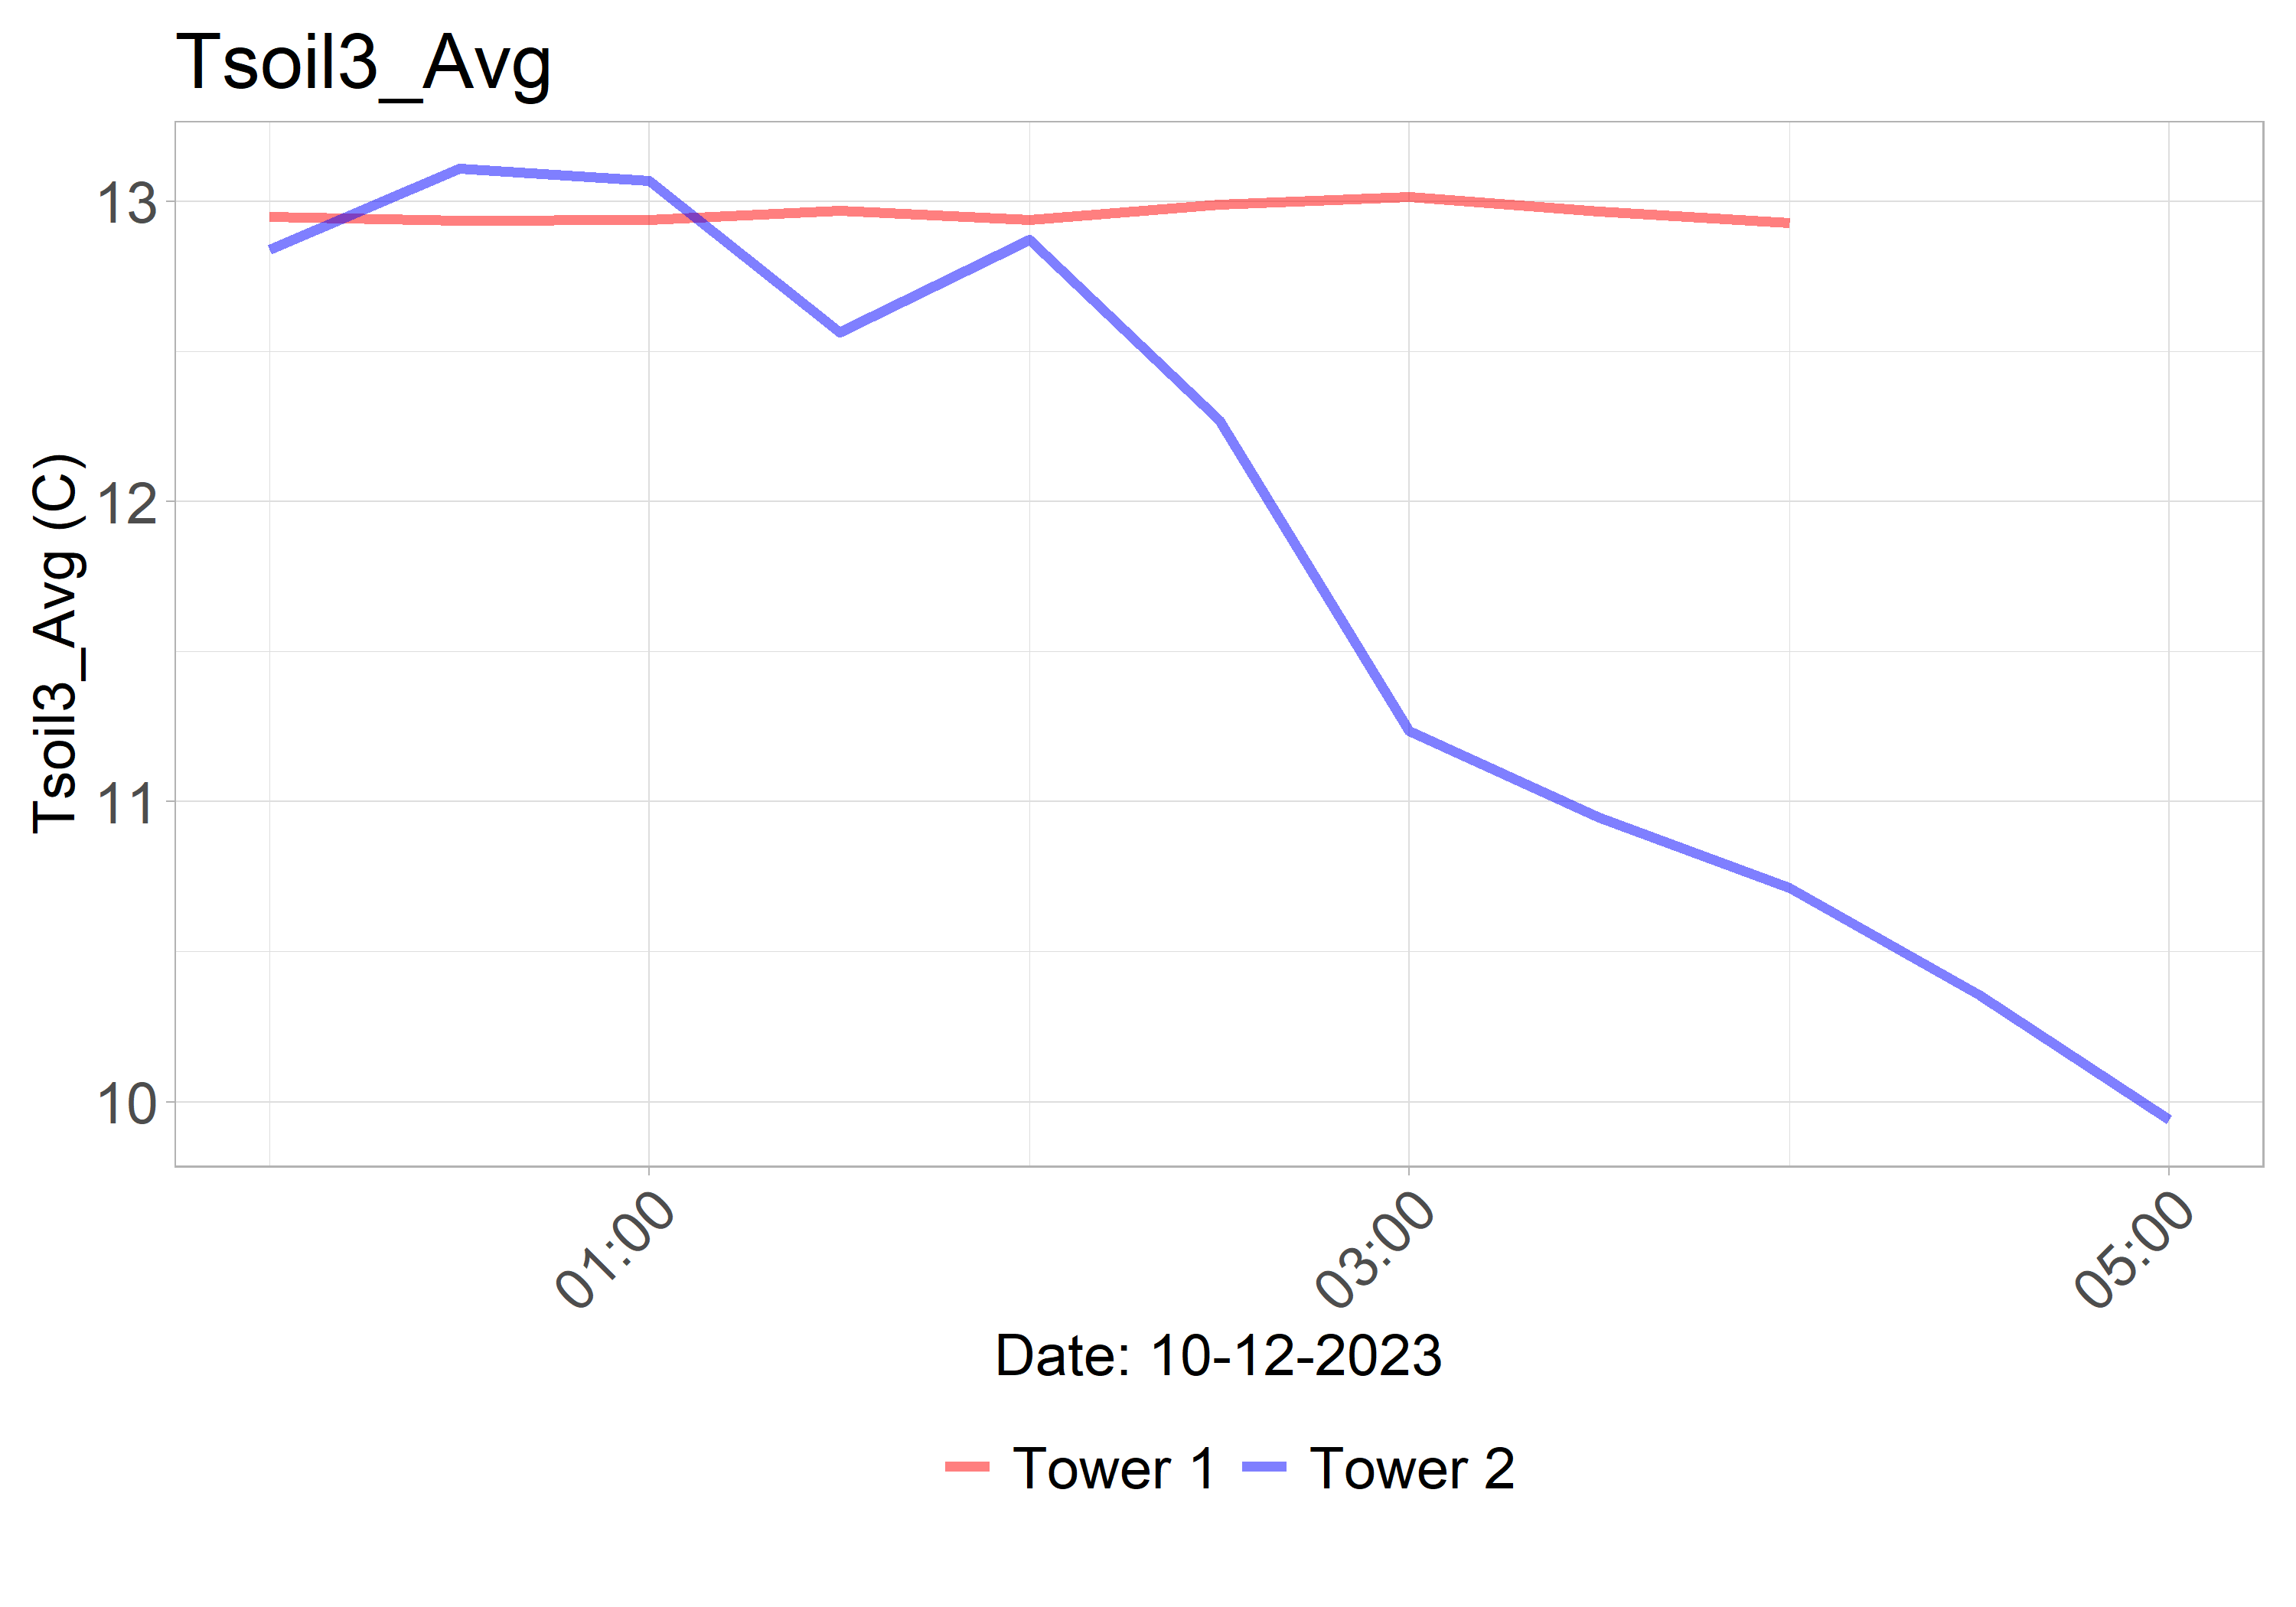 Tsoil3_Avg
Tsoil3_Avg (C)
13
12
11
10
01:00
03:00
05:00
Date: 10-12-2023
Tower 1
Tower 2